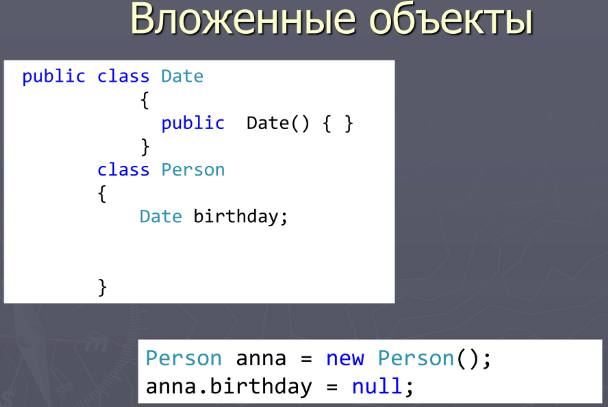 Вложенные объекты
public class Date
{
public Date() { }
}
class Person
{
Date birthday;
}
Person anna = new Person();
anna.birthday = null;